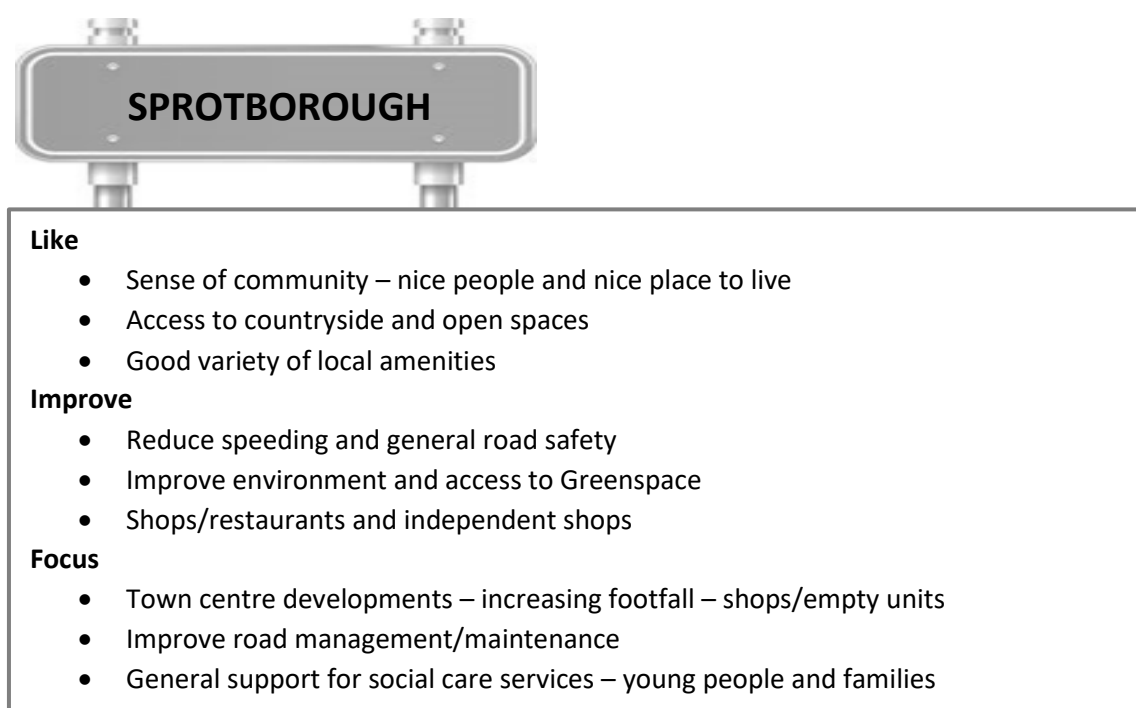 SPROTBOROUGH
Like
• Sense of community – nice people and nice place to live
• Access to countryside and open spaces
• Good variety of local amenities
Improve
• Reduce speeding and general road safety
• Improve environment and access to Greenspace
• Shops/restaurants and independent shops
Focus
• Town centre developments – increasing footfall – shops/empty units
• Improve road management/maintenance
• General support for social care services – young people and families